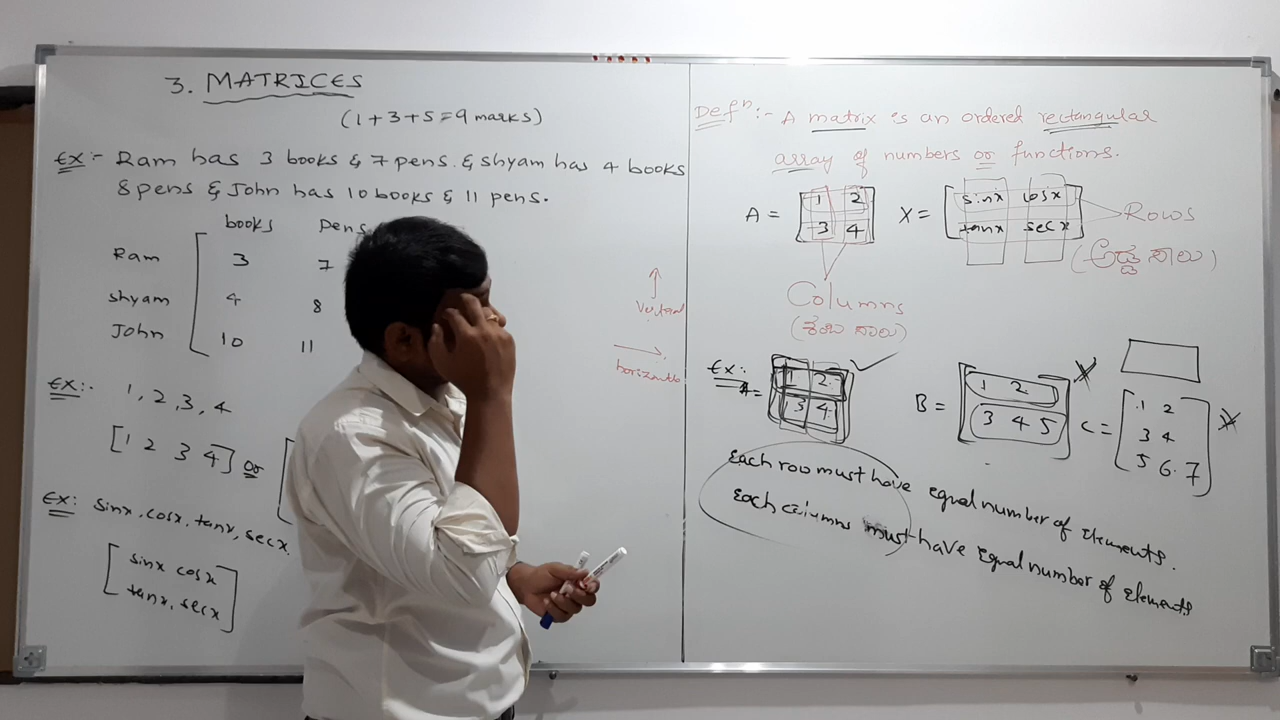 3. MATRICES
(1+3+5=9 marks)
Ex:- Ram has 3 books & 7 pens. & shyam has 4 books
8 pens & John has 10 books & 11 pens.
books pens
Ram 3 7
shyam 4 8
John 10 11
Ex:- 1, 2, 3, 4
[1 2 3 4] or [
Ex: sinx, cosx, tanx, secx.
[sinx cosx
tanx, secx]
Vertical
horizontle
Defn:- A matrix is an ordered rectangular
array of numbers or functions.
A = [1 2
3 4]
X = [sinx cosx
tanx secx]
Rows
(ಅಡ್ಡ ಸಾಲು)
Columns
(ಕಂಬ ಸಾಲು)
Ex:
A = [1 2
3 4]
B = [1 2
3 4 5]
C = [1 2
3 4
5 6. 7]
Each row must have equal number of elements.
Each columns must have equal number of elements